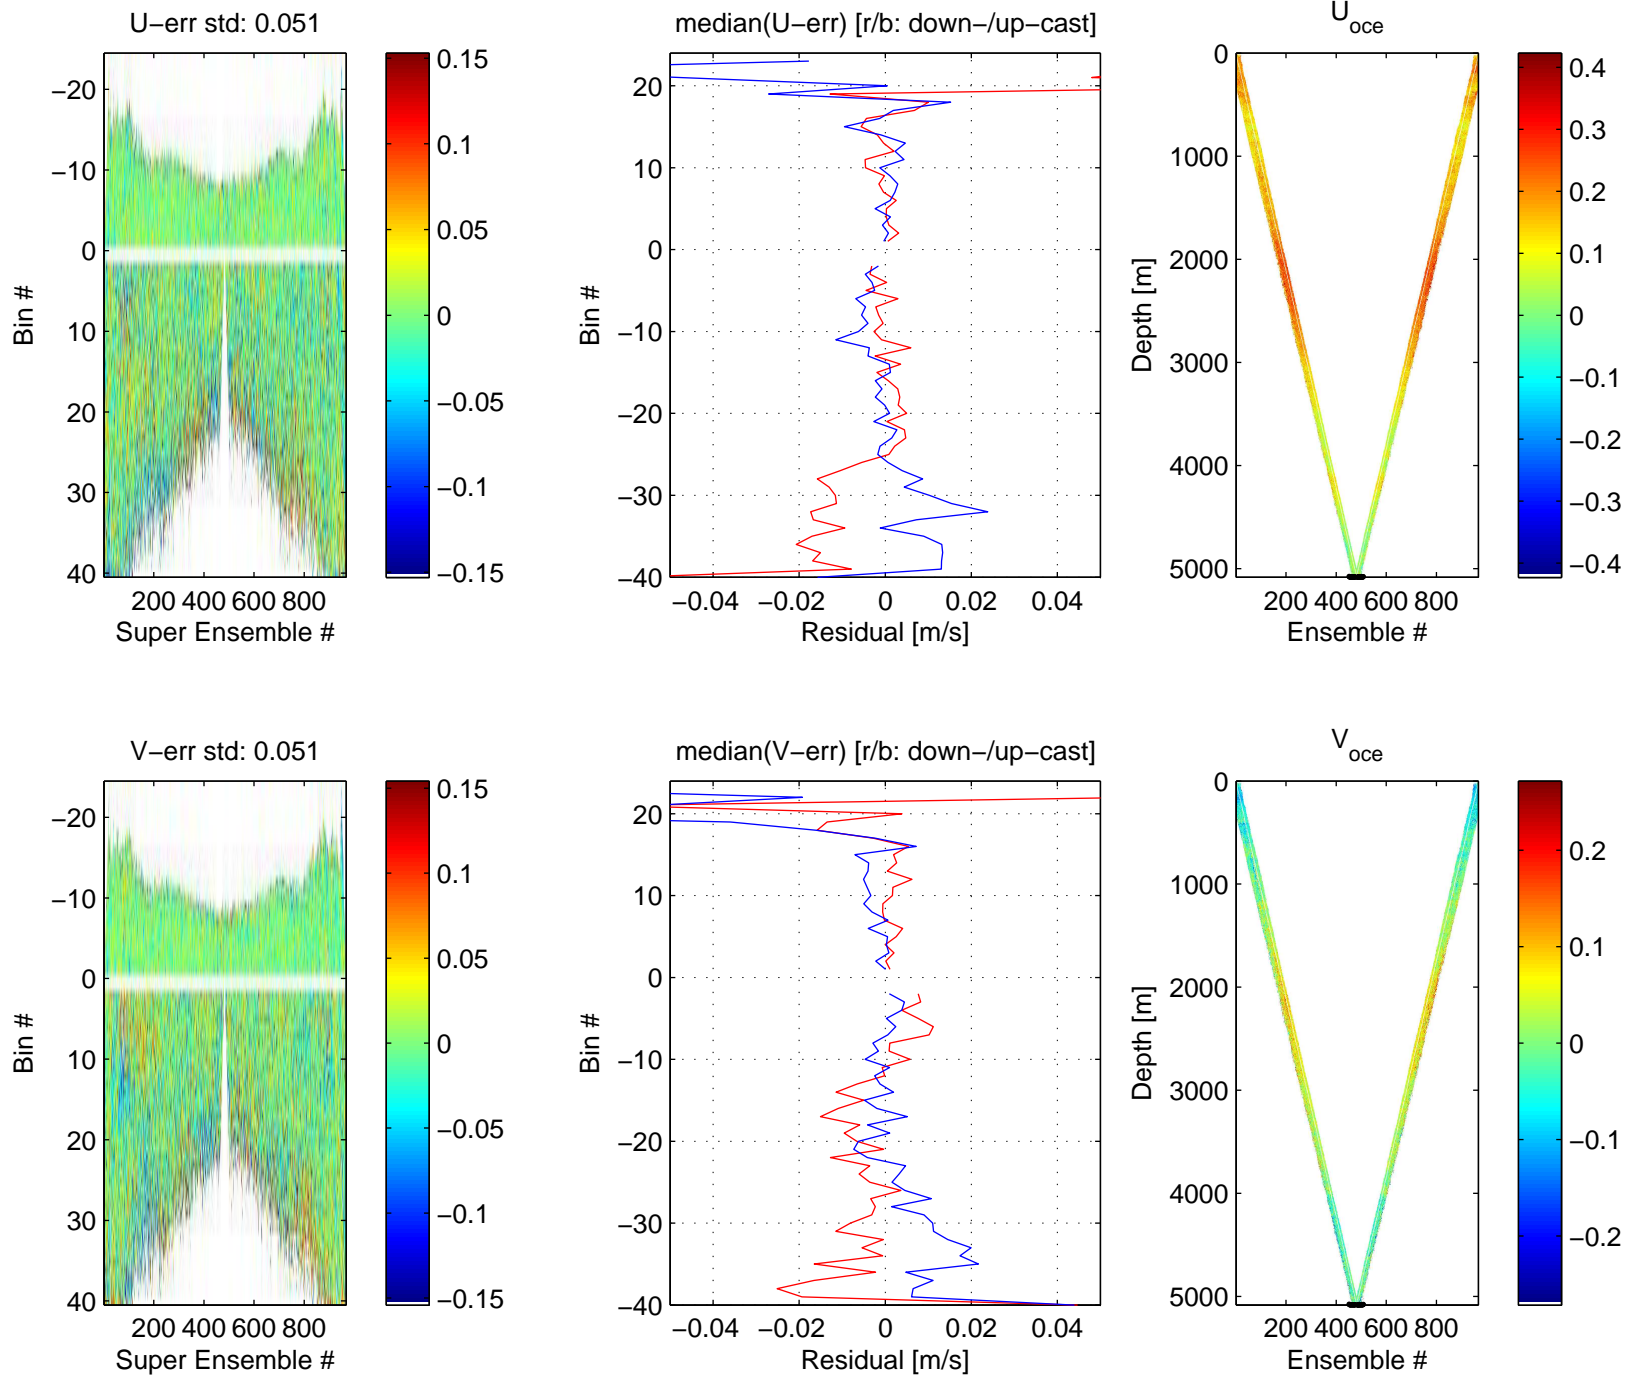 U−err std: 0.051
−20
−10
0
10
20
30
40
Bin #
200 400 600 800
Super Ensemble #
0.15
0.1
0.05
0
−0.05
−0.1
−0.15
median(U−err) [r/b: down−/up−cast]
20
10
0
−10
−20
−30
−40
Bin #
−0.04 −0.02 0 0.02 0.04
Residual [m/s]
U_oce
0
1000
2000
3000
4000
5000
Depth [m]
200 400 600 800
Ensemble #
0.4
0.3
0.2
0.1
0
−0.1
−0.2
−0.3
−0.4
V−err std: 0.051
−20
−10
0
10
20
30
40
Bin #
200 400 600 800
Super Ensemble #
0.15
0.1
0.05
0
−0.05
−0.1
−0.15
median(V−err) [r/b: down−/up−cast]
20
10
0
−10
−20
−30
−40
Bin #
−0.04 −0.02 0 0.02 0.04
Residual [m/s]
V_oce
0
1000
2000
3000
4000
5000
Depth [m]
200 400 600 800
Ensemble #
0.2
0.1
0
−0.1
−0.2